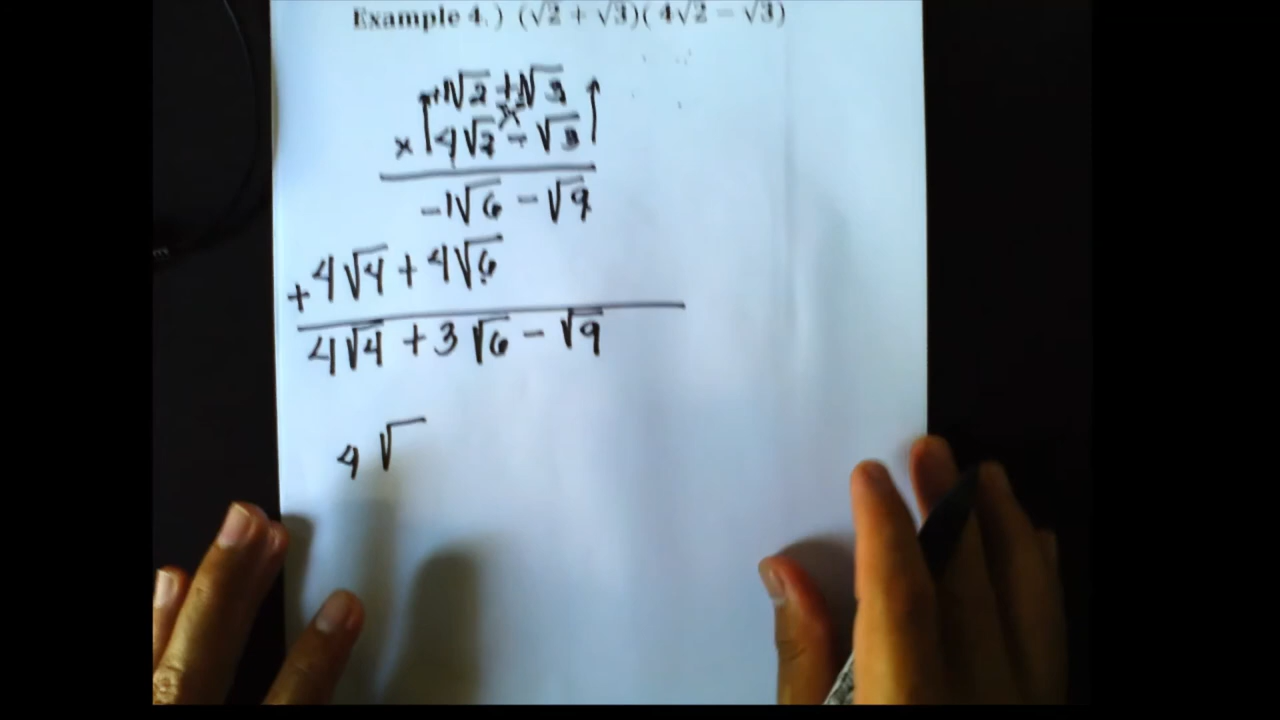 Example 4.) (√2 + √3)( 4√2 − √3)
+1√2 +1√3
× 4√2 − √3
−1√6 − √9
+ 4√4 + 4√6
4√4 + 3√6 − √9
4√